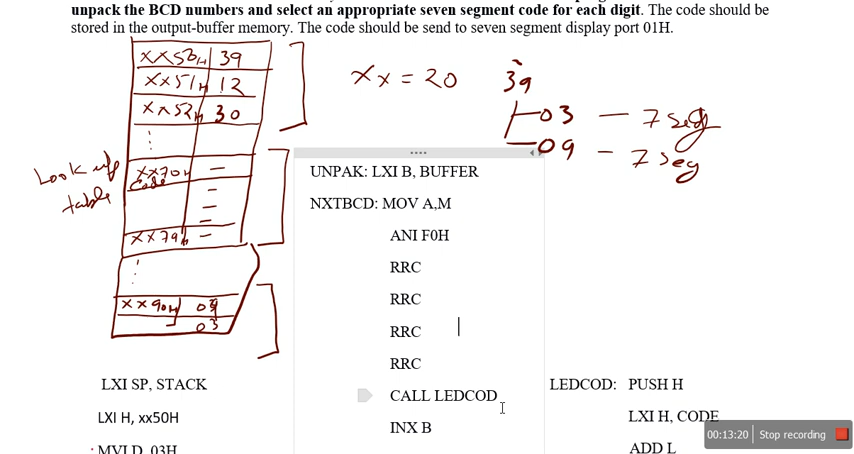 unpack the BCD numbers and select an appropriate seven segment code for each digit. The code should be
stored in the output-buffer memory. The code should be send to seven segment display port 01H.
xx50H 39
xx51H 12
xx52H 30
xx = 20
39
03 – 7 seg
09 – 7 seg
Look up
table
xx70H –
Code
–
–
–
xx79H –
xx90H 09
03
UNPAK: LXI B, BUFFER
NXTBCD: MOV A,M
ANI F0H
RRC
RRC
RRC
RRC
CALL LEDCOD
INX B
LXI SP, STACK
LXI H, xx50H
MVI D, 03H
LEDCOD: PUSH H
LXI H, CODE
ADD L
00:13:20 Stop recording